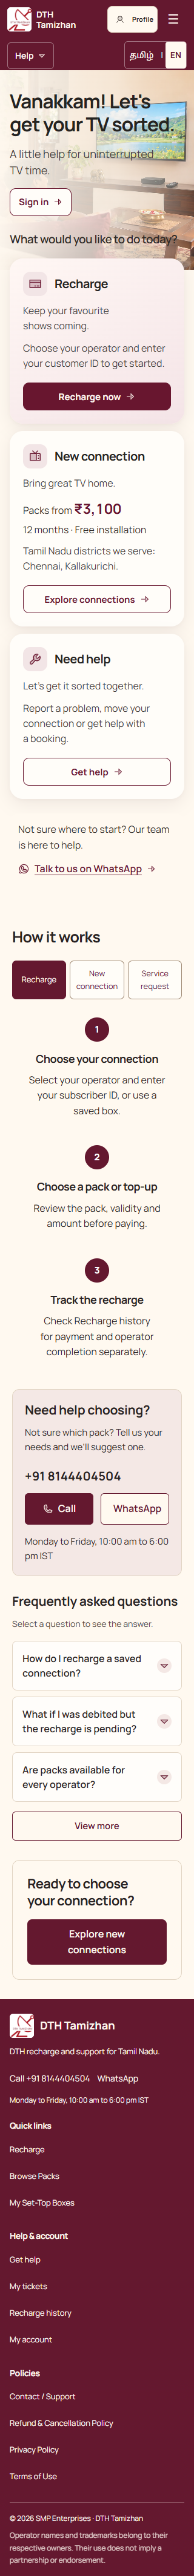 DTH
Tamizhan
Profile
Help
தமிழ் | EN
Vanakkam! Let's
get your TV sorted.
A little help for uninterrupted
TV time.
Sign in
What would you like to do today?
Recharge
Keep your favourite
shows coming.
Choose your operator and enter
your customer ID to get started.
Recharge now
New connection
Bring great TV home.
Packs from ₹3,100
12 months · Free installation
Tamil Nadu districts we serve:
Chennai, Kallakurichi.
Explore connections
Need help
Let's get it sorted together.
Report a problem, move your
connection or get help with
a booking.
Get help
Not sure where to start? Our team
is here to help.
Talk to us on WhatsApp
How it works
Recharge
New
connection
Service
request
1
Choose your connection
Select your operator and enter
your subscriber ID, or use a
saved box.
2
Choose a pack or top-up
Review the pack, validity and
amount before paying.
3
Track the recharge
Check Recharge history
for payment and operator
completion separately.
Need help choosing?
Not sure which pack? Tell us your
needs and we'll suggest one.
+91 8144404504
Call
WhatsApp
Monday to Friday, 10:00 am to 6:00
pm IST
Frequently asked questions
Select a question to see the answer.
How do I recharge a saved
connection?
What if I was debited but
the recharge is pending?
Are packs available for
every operator?
View more
Ready to choose
your connection?
Explore new
connections
DTH Tamizhan
DTH recharge and support for Tamil Nadu.
Call +91 8144404504 WhatsApp
Monday to Friday, 10:00 am to 6:00 pm IST
Quick links
Recharge
Browse Packs
My Set-Top Boxes
Help & account
Get help
My tickets
Recharge history
My account
Policies
Contact / Support
Refund & Cancellation Policy
Privacy Policy
Terms of Use
© 2026 SMP Enterprises · DTH Tamizhan
Operator names and trademarks belong to their
respective owners. Their use does not imply a
partnership or endorsement.